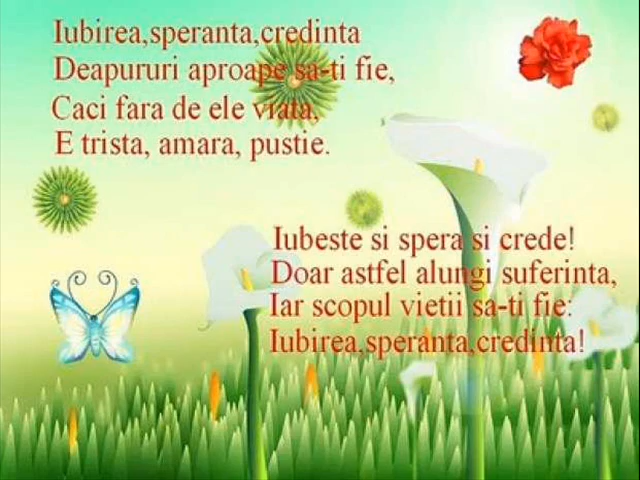 Iubirea,speranta,credinta
Deapururi aproape sa-ti fie,
Caci fara de ele viata,
E trista, amara, pustie.
Iubeste si spera si crede!
Doar astfel alungi suferinta,
Iar scopul vietii sa-ti fie:
Iubirea,speranta,credinta!